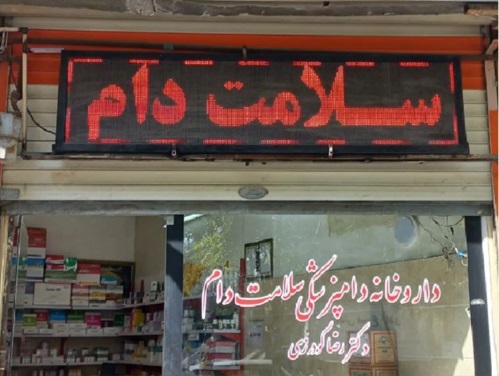 سلامت دام
داروخانه دامپزشکی سلامت دام
دکتر رضا گودرزی